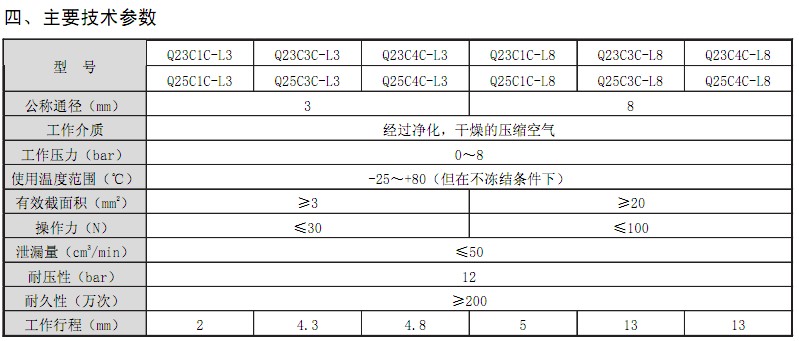 四、主要技术参数
型 号 Q23C1C-L3 Q23C3C-L3 Q23C4C-L3 Q23C1C-L8 Q23C3C-L8 Q23C4C-L8
Q25C1C-L3 Q25C3C-L3 Q25C4C-L3 Q25C1C-L8 Q25C3C-L8 Q25C4C-L8
公称通径（mm） 3 8
工作介质 经过净化，干燥的压缩空气
工作压力（bar） 0～8
使用温度范围（℃） -25～+80（但在不冻结条件下）
有效截面积（mm²） ≥3 ≥20
操作力（N） ≤30 ≤100
泄漏量（cm³/min） ≤50
耐压性（bar） 12
耐久性（万次） ≥200
工作行程（mm） 2 4.3 4.8 5 13 13